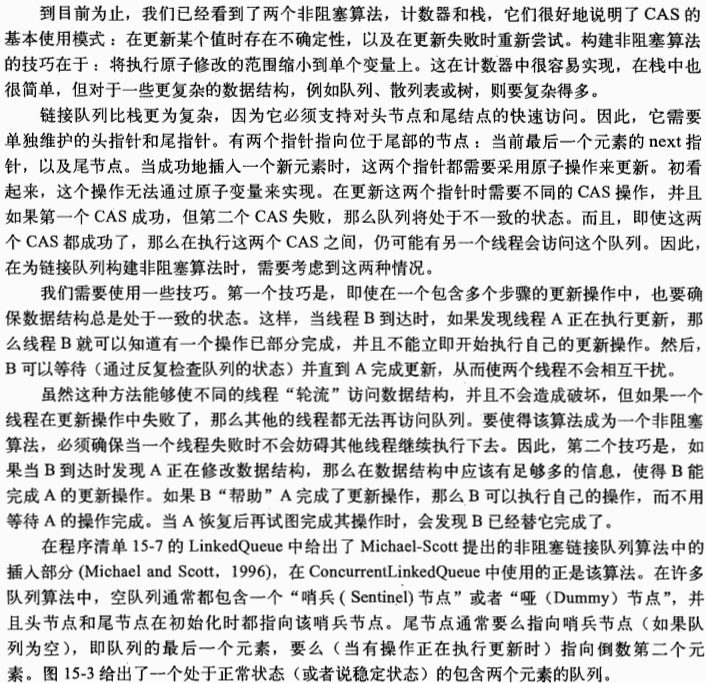 到目前为止，我们已经看到了两个非阻塞算法，计数器和栈，它们很好地说明了 CAS 的
基本使用模式：在更新某个值时存在不确定性，以及在更新失败时重新尝试。构建非阻塞算法
的技巧在于：将执行原子修改的范围缩小到单个变量上。这在计数器中很容易实现，在栈中也
很简单，但对于一些更复杂的数据结构，例如队列、散列表或树，则要复杂得多。
链接队列比栈更为复杂，因为它必须支持对头节点和尾结点的快速访问。因此，它需要
单独维护的头指针和尾指针。有两个指针指向位于尾部的节点：当前最后一个元素的 next 指
针，以及尾节点。当成功地插入一个新元素时，这两个指针都需要采用原子操作来更新。初看
起来，这个操作无法通过原子变量来实现。在更新这两个指针时需要不同的 CAS 操作，并且
如果第一个 CAS 成功，但第二个 CAS 失败，那么队列将处于不一致的状态。而且，即使这两
个 CAS 都成功了，那么在执行这两个 CAS 之间，仍可能有另一个线程会访问这个队列。因此，
在为链接队列构建非阻塞算法时，需要考虑到这两种情况。
我们需要使用一些技巧。第一个技巧是，即使在一个包含多个步骤的更新操作中，也要确
保数据结构总是处于一致的状态。这样，当线程 B 到达时，如果发现线程 A 正在执行更新，那
么线程 B 就可以知道有一个操作已部分完成，并且不能立即开始执行自己的更新操作。然后，
B 可以等待（通过反复检查队列的状态）并直到 A 完成更新，从而使两个线程不会相互干扰。
虽然这种方法能够使不同的线程“轮流”访问数据结构，并且不会造成破坏，但如果一个
线程在更新操作中失败了，那么其他的线程都无法再访问队列。要使得该算法成为一个非阻塞
算法，必须确保当一个线程失败时不会妨碍其他线程继续执行下去。因此，第二个技巧是，如
果当 B 到达时发现 A 正在修改数据结构，那么在数据结构中应该有足够多的信息，使得 B 能
完成 A 的更新操作。如果 B“帮助”A 完成了更新操作，那么 B 可以执行自己的操作，而不用
等待 A 的操作完成。当 A 恢复后再试图完成其操作时，会发现 B 已经替它完成了。
在程序清单 15-7 的 LinkedQueue 中给出了 Michael-Scott 提出的非阻塞链接队列算法中的
插入部分 (Michael and Scott，1996)，在 ConcurrentLinkedQueue 中使用的正是该算法。在许多
队列算法中，空队列通常都包含一个“哨兵 ( Sentinel) 节点”或者“哑（Dummy）节点”，并
且头节点和尾节点在初始化时都指向该哨兵节点。尾节点通常要么指向哨兵节点（如果队
列为空），即队列的最后一个元素，要么（当有操作正在执行更新时）指向倒数第二个元
素。图 15-3 给出了一个处于正常状态（或者说稳定状态）的包含两个元素的队列。